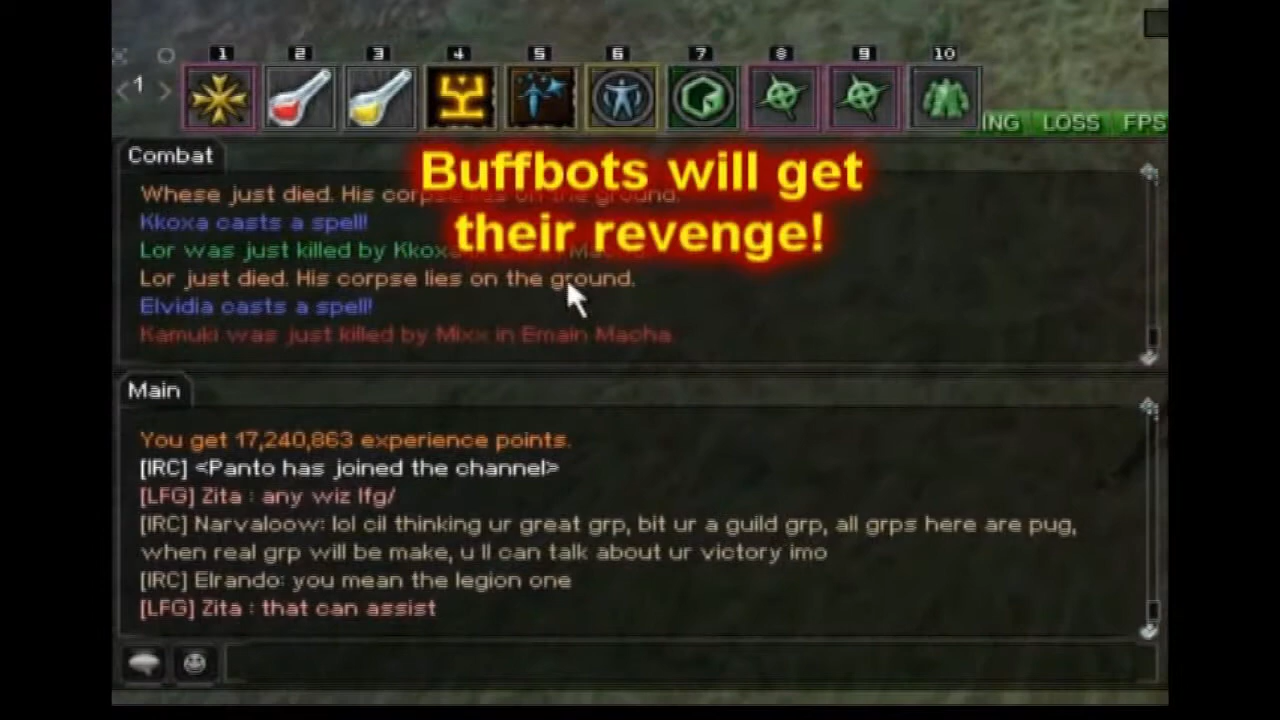 1 2 3 4 5 6 7 8 9 10
1
ING LOSS FPS
Combat
Buffbots will get
their revenge!
Whese just died. His corpse lies on the ground.
Kkoxa casts a spell!
Lor was just killed by Kkoxa
Lor just died. His corpse lies on the ground.
Elvidia casts a spell!
Kamuki was just killed by Mixx in Emain Macha.
Main
You get 17,240,863 experience points.
[IRC] <Panto has joined the channel>
[LFG] Zita : any wiz lfg/
[IRC] Narvaloow: lol cil thinking ur great grp, bit ur a guild grp, all grps here are pug,
when real grp will be make, u ll can talk about ur victory imo
[IRC] Elrando: you mean the legion one
[LFG] Zita : that can assist